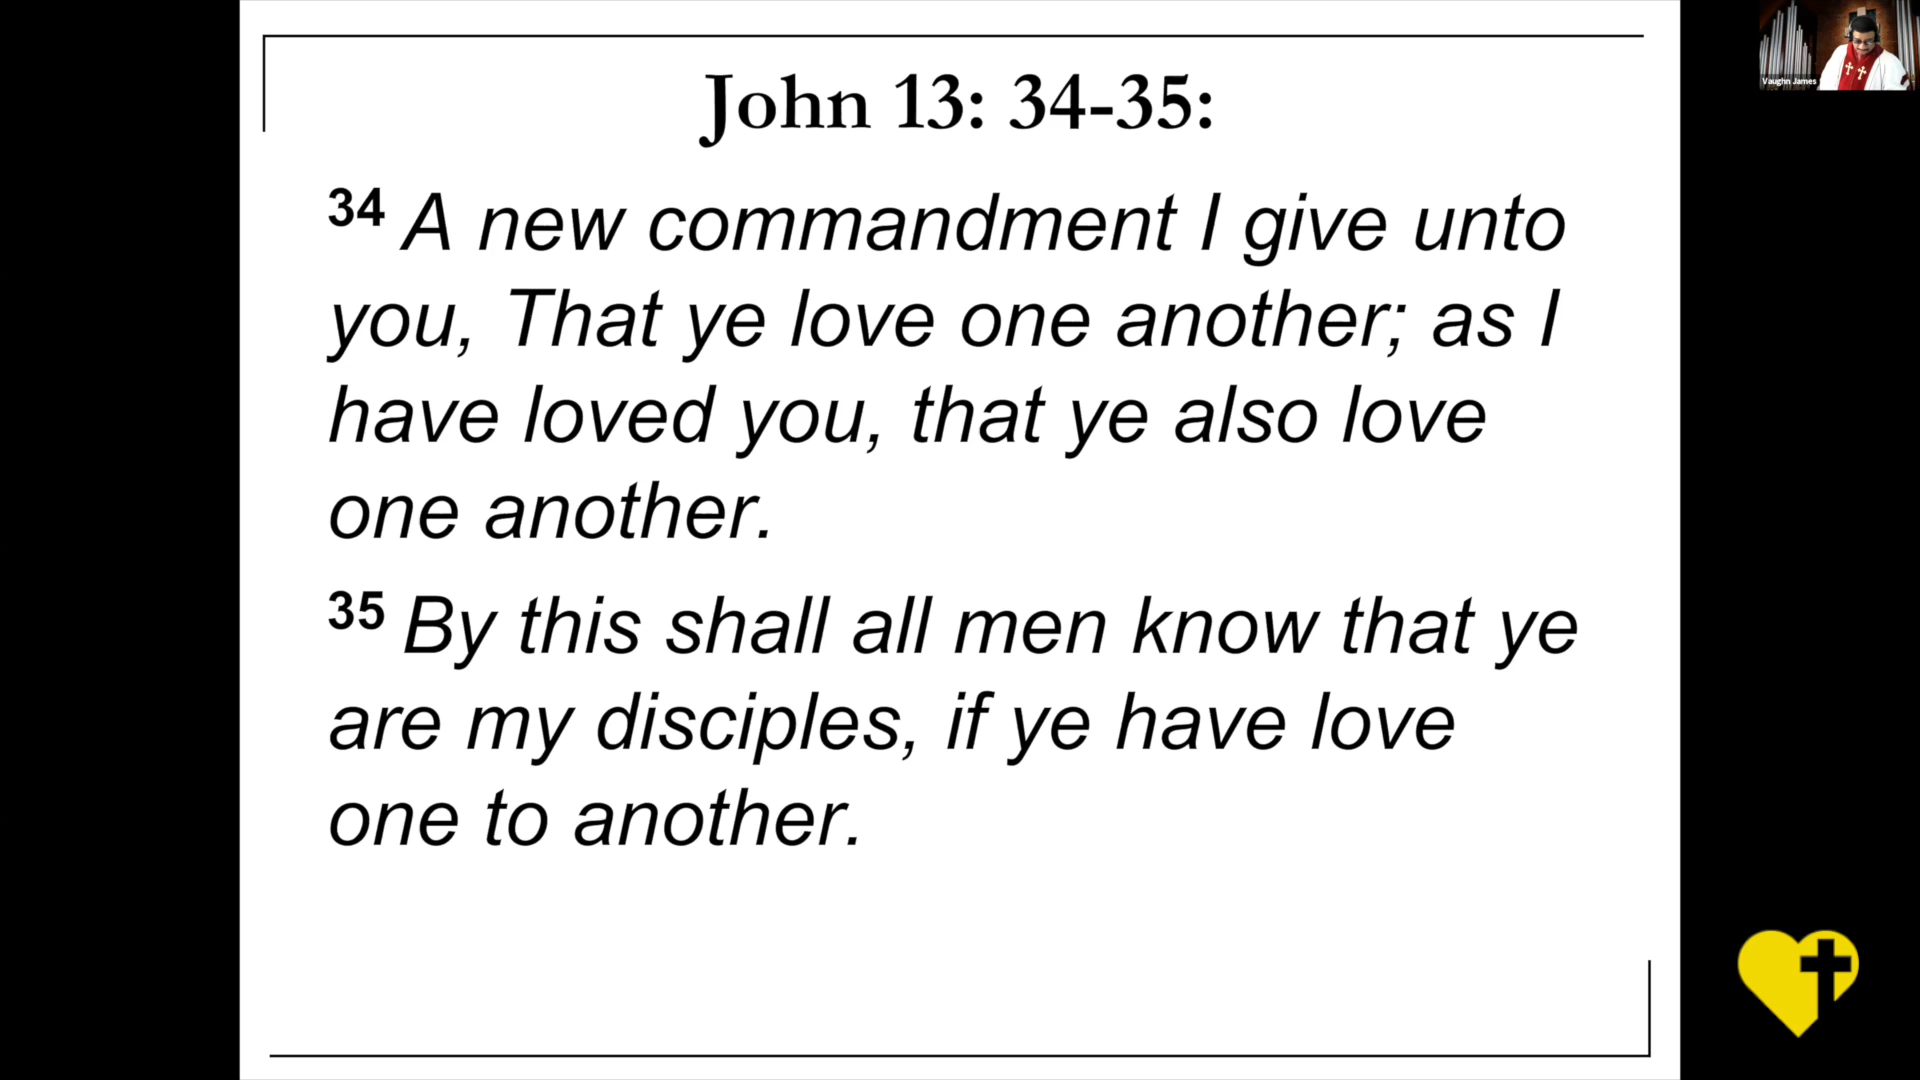 John 13: 34-35:
34 A new commandment I give unto
you, That ye love one another; as I
have loved you, that ye also love
one another.
35 By this shall all men know that ye
are my disciples, if ye have love
one to another.
Vaughn James